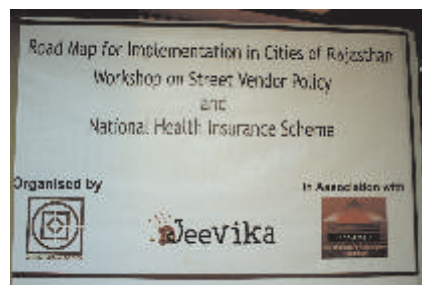 Road Map for Implementation in Cities of Rajasthan
Workshop on Street Vendor Policy
and
National Health Insurance Scheme
Organised by
In Association with
Jeevika